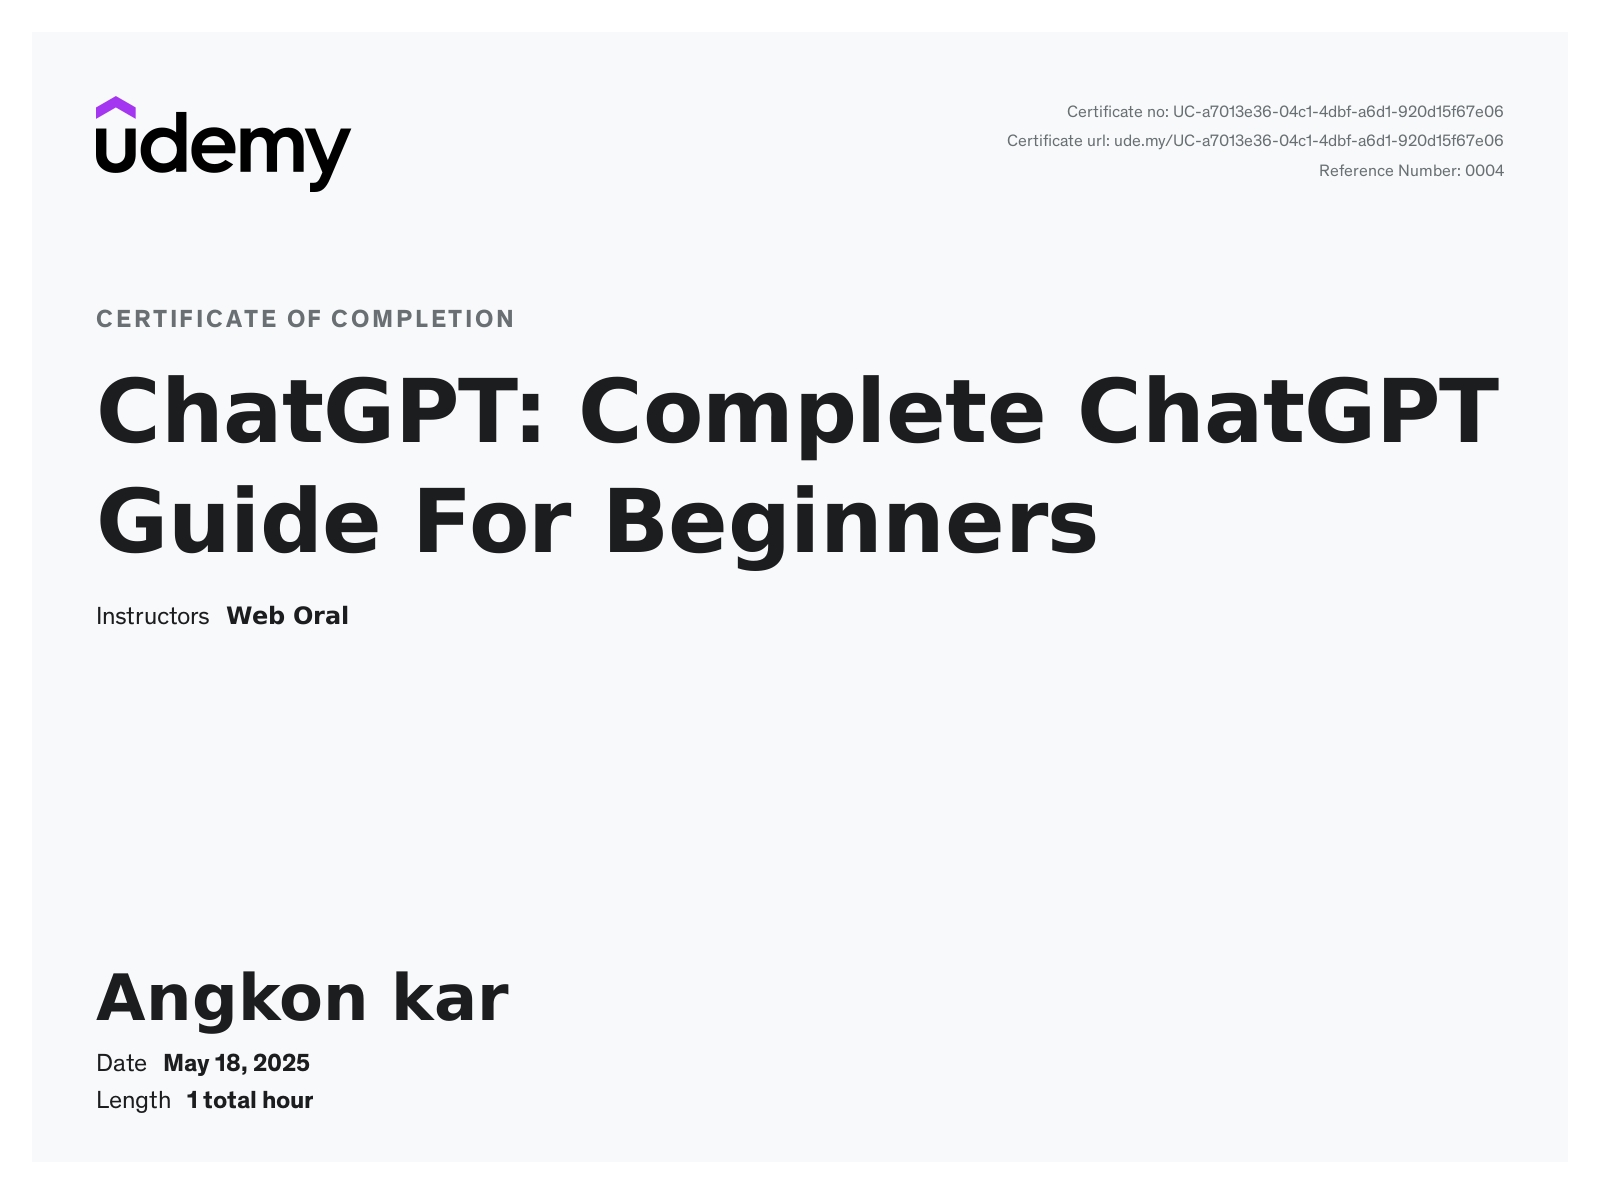 udemy
Certificate no: UC-a7013e36-04c1-4dbf-a6d1-920d15f67e06
Certificate url: ude.my/UC-a7013e36-04c1-4dbf-a6d1-920d15f67e06
Reference Number: 0004
CERTIFICATE OF COMPLETION
ChatGPT: Complete ChatGPT
Guide For Beginners
Instructors Web Oral
Angkon kar
Date May 18, 2025
Length 1 total hour